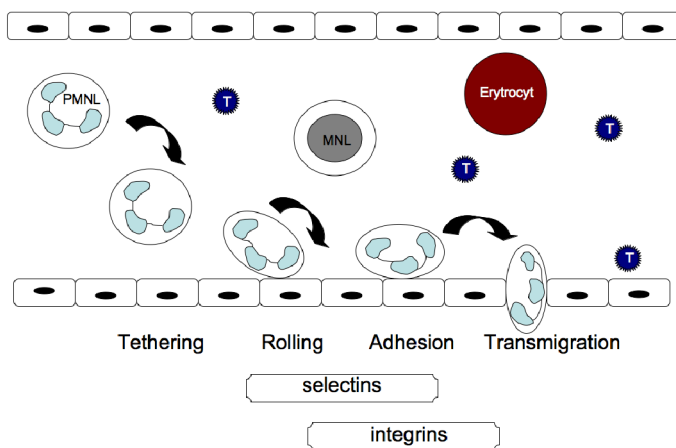 PMNL
T
Erytrocyt
T
MNL
T
T
Tethering Rolling Adhesion Transmigration
selectins
integrins